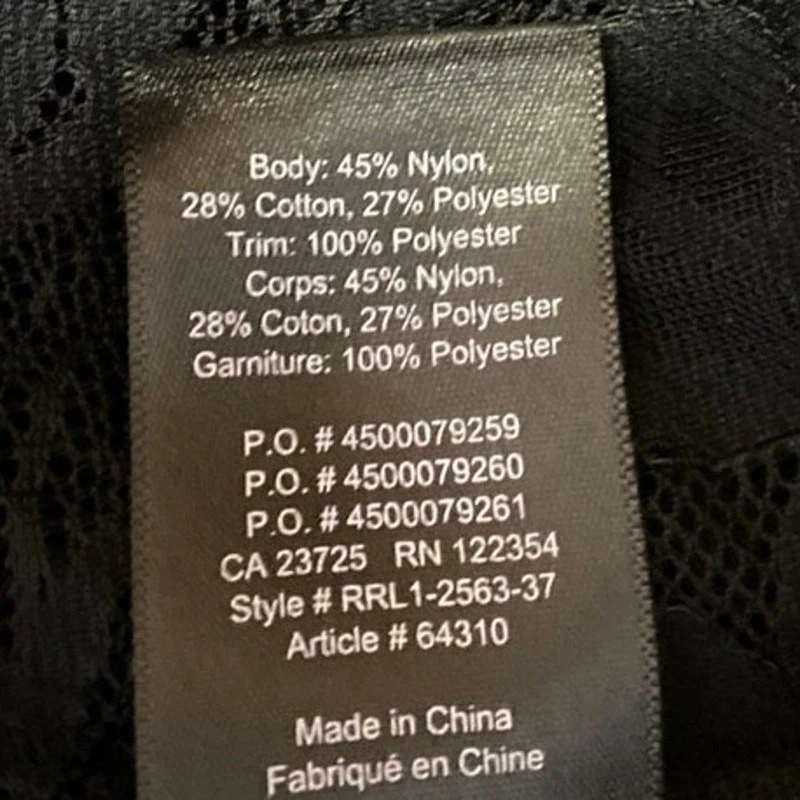 Body: 45% Nylon,
28% Cotton, 27% Polyester
Trim: 100% Polyester
Corps: 45% Nylon,
28% Coton, 27% Polyester
Garniture: 100% Polyester
P.O. # 4500079259
P.O. # 4500079260
P.O. # 4500079261
CA 23725 RN 122354
Style # RRL1-2563-37
Article # 64310
Made in China
Fabriqué en Chine